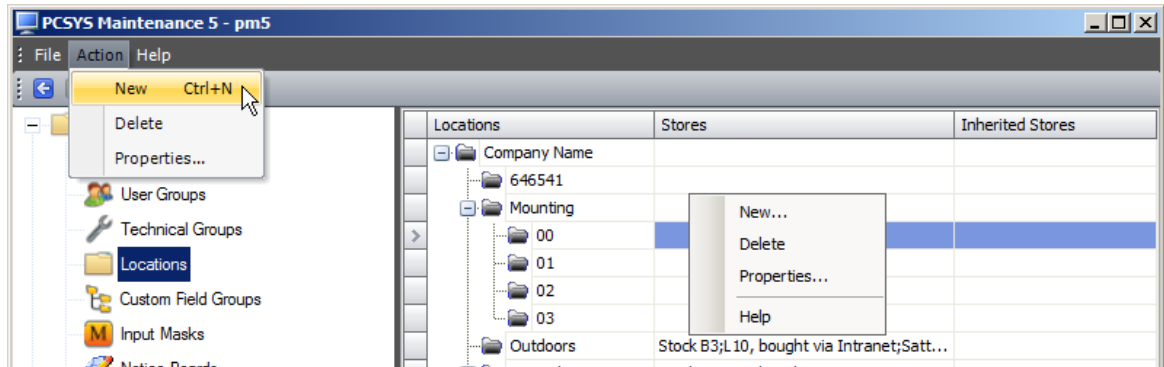 PCSYS Maintenance 5 - pm5
File Action Help
New Ctrl+N
Delete
Properties...
User Groups
Technical Groups
Locations
Custom Field Groups
Input Masks
Locations Stores Inherited Stores
Company Name
646541
Mounting
00
01
02
03
Outdoors Stock B3;L10, bought via Intranet;Satt...
New...
Delete
Properties...
Help